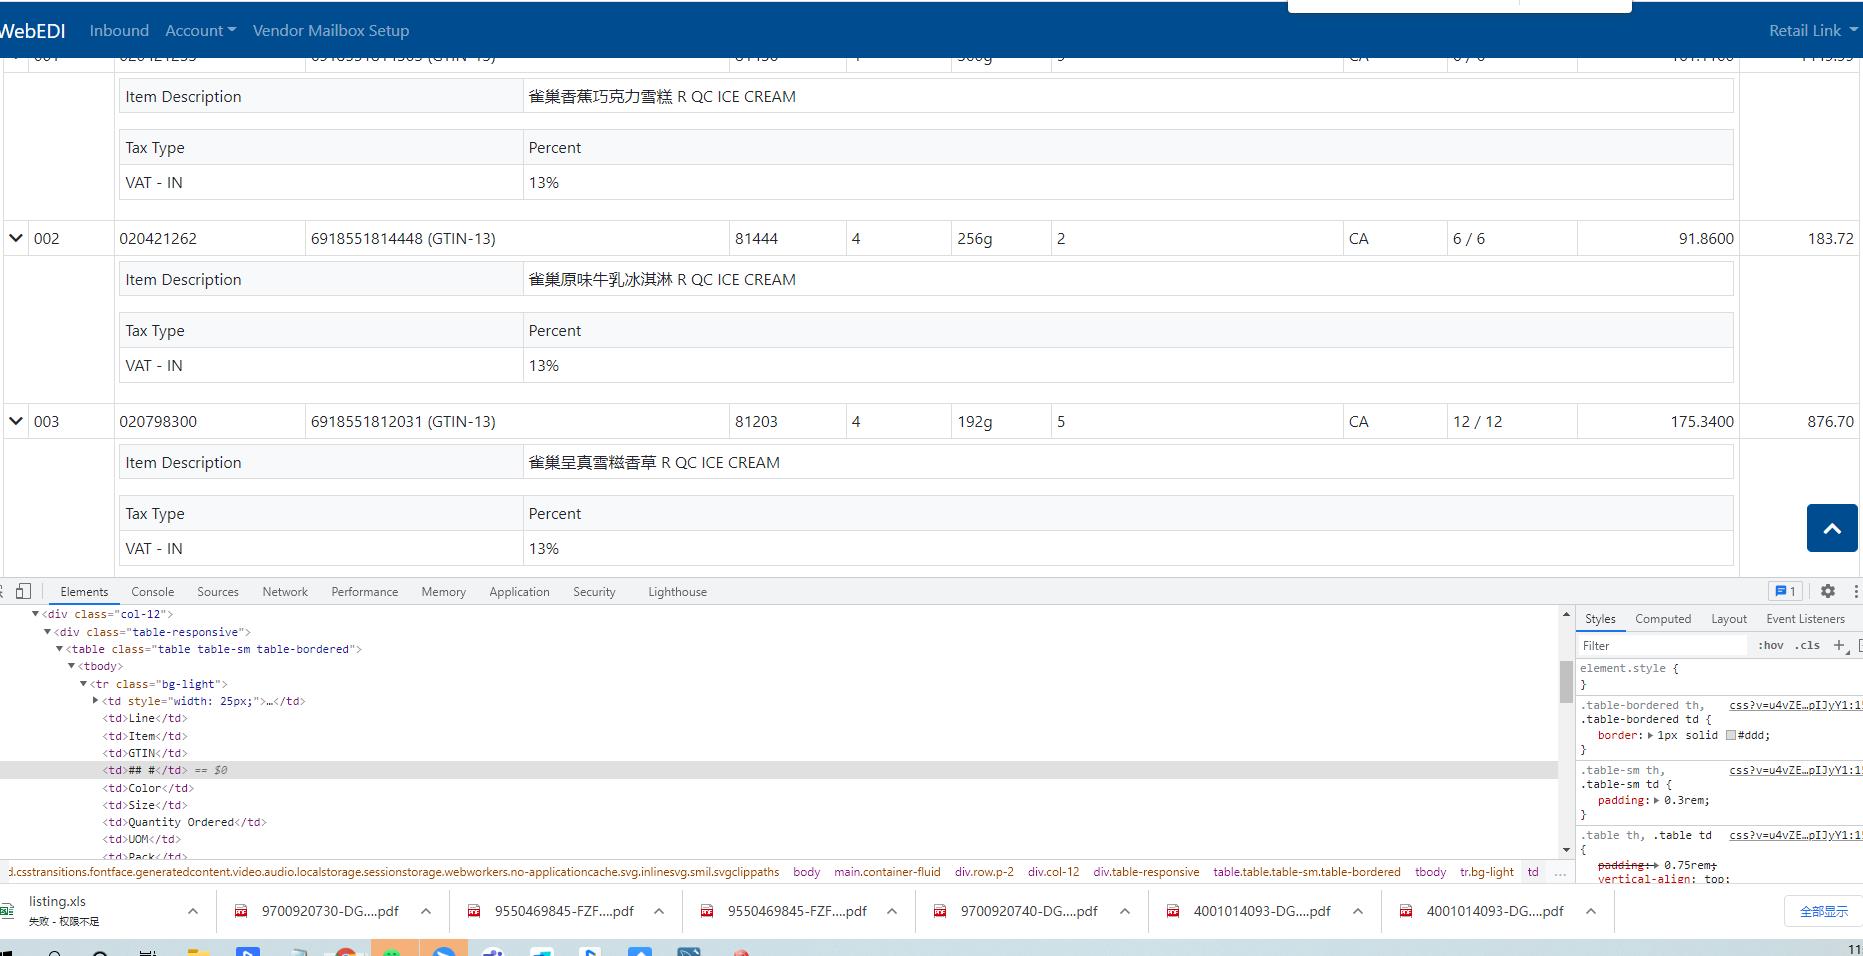 WebEDI Inbound Account Vendor Mailbox Setup Retail Link
Item Description 雀巢香蕉巧克力雪糕 R QC ICE CREAM
Tax Type Percent
VAT - IN 13%
002 020421262 6918551814448 (GTIN-13) 81444 4 256g 2 CA 6 / 6 91.8600 183.72
Item Description 雀巢原味牛乳冰淇淋 R QC ICE CREAM
Tax Type Percent
VAT - IN 13%
003 020798300 6918551812031 (GTIN-13) 81203 4 192g 5 CA 12 / 12 175.3400 876.70
Item Description 雀巢呈真雪糍香草 R QC ICE CREAM
Tax Type Percent
VAT - IN 13%
Elements Console Sources Network Performance Memory Application Security Lighthouse 1
<div class="col-12">
<div class="table-responsive">
<table class="table table-sm table-bordered">
<tbody>
<tr class="bg-light">
<td style="width: 25px;">…</td>
<td>Line</td>
<td>Item</td>
<td>GTIN</td>
<td>## #</td> == $0
<td>Color</td>
<td>Size</td>
<td>Quantity Ordered</td>
<td>UOM</td>
<td>Pack</td>
Styles Computed Layout Event Listeners
Filter :hov .cls +
element.style {
}
.table-bordered th, css?v=u4vZE…pIJyY1:1
.table-bordered td {
border: 1px solid #ddd;
}
.table-sm th, css?v=u4vZE…pIJyY1:1
.table-sm td {
padding: 0.3rem;
}
.table th, .table td css?v=u4vZE…pIJyY1:1
{
padding: 0.75rem;
vertical-align: top;
d.csstransitions.fontface.generatedcontent.video.audio.localstorage.sessionstorage.webworkers.no-applicationcache.svg.inlinesvg.smil.svgclippaths body main.container-fluid div.row.p-2 div.col-12 div.table-responsive table.table.table-sm.table-bordered tbody tr.bg-light td ...
listing.xls
失败 - 权限不足
9700920730-DG....pdf 9550469845-FZF....pdf 9550469845-FZF....pdf 9700920740-DG....pdf 4001014093-DG....pdf 4001014093-DG....pdf 全部显示
11